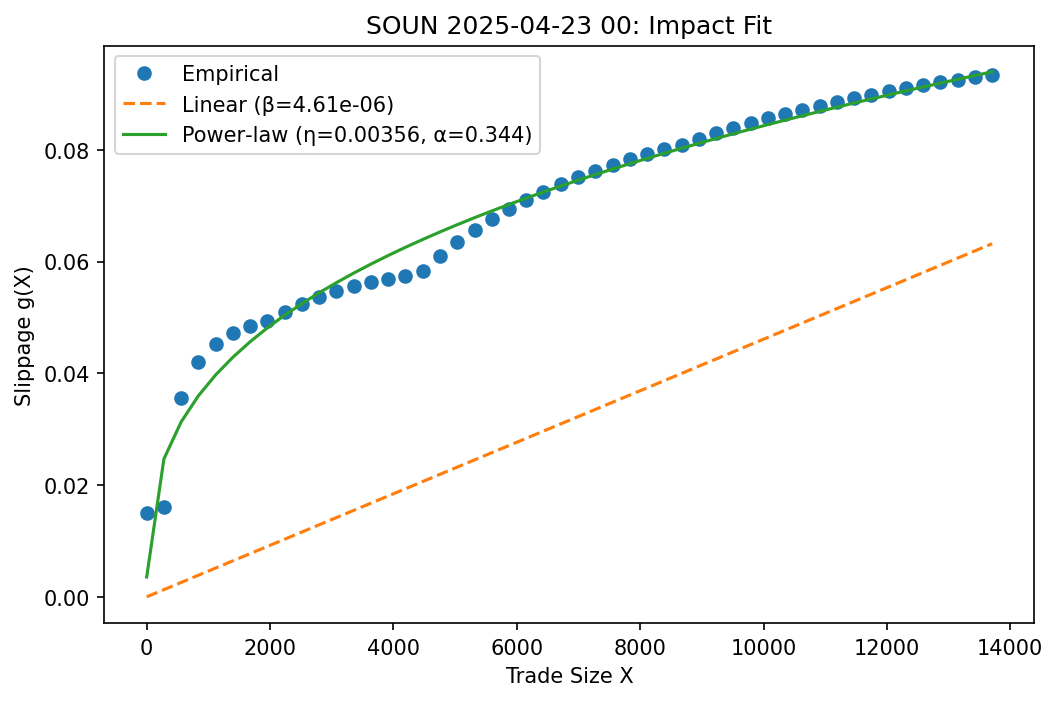 SOUN 2025-04-23 00: Impact Fit
Empirical
Linear (β=4.61e-06)
Power-law (η=0.00356, α=0.344)
Slippage g(X)
0.08
0.06
0.04
0.02
0.00
0 2000 4000 6000 8000 10000 12000 14000
Trade Size X